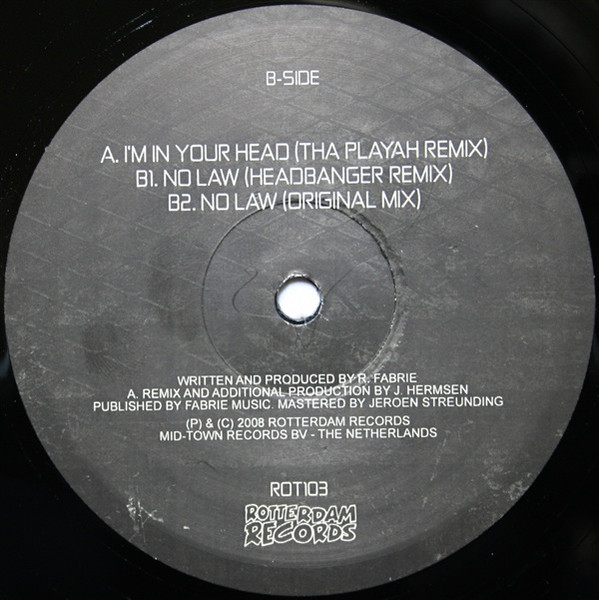 B-SIDE
A. I'M IN YOUR HEAD (THA PLAYAH REMIX)
B1. NO LAW (HEADBANGER REMIX)
B2. NO LAW (ORIGINAL MIX)
WRITTEN AND PRODUCED BY R. FABRIE
A. REMIX AND ADDITIONAL PRODUCTION BY J. HERMSEN
PUBLISHED BY FABRIE MUSIC. MASTERED BY JEROEN STREUNDING
(P) & (C) 2008 ROTTERDAM RECORDS
MID-TOWN RECORDS BV - THE NETHERLANDS
ROT103
ROTTERDAM
RECORDS